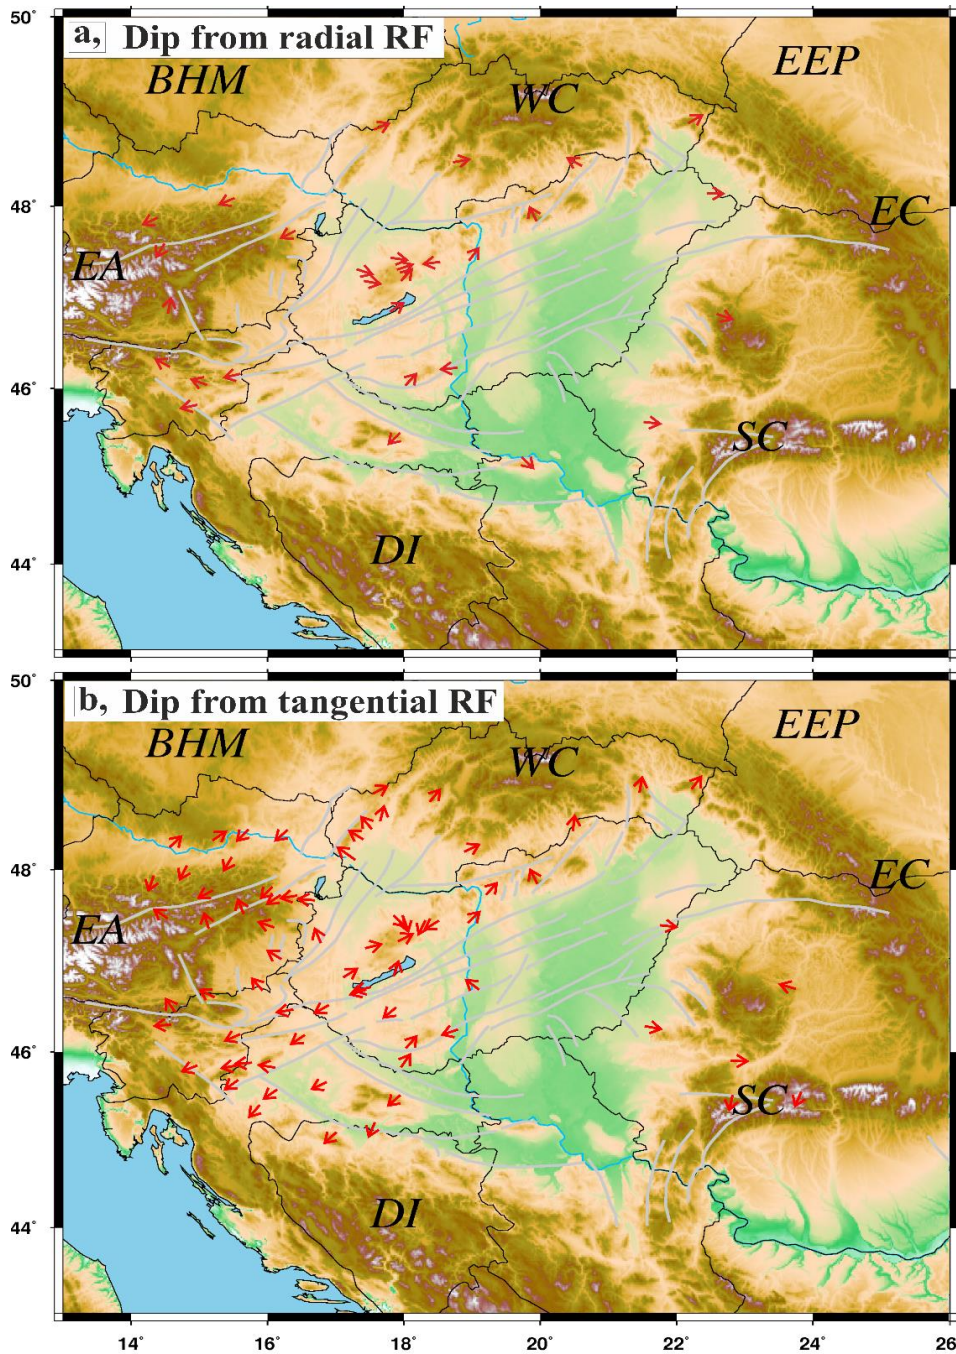 50°
a, Dip from radial RF
BHM
WC
EEP
48°
EC
EA
46°
SC
DI
44°
50°
b, Dip from tangential RF
BHM
WC
EEP
48°
EC
EA
46°
SC
DI
44°
14° 16° 18° 20° 22° 24° 26